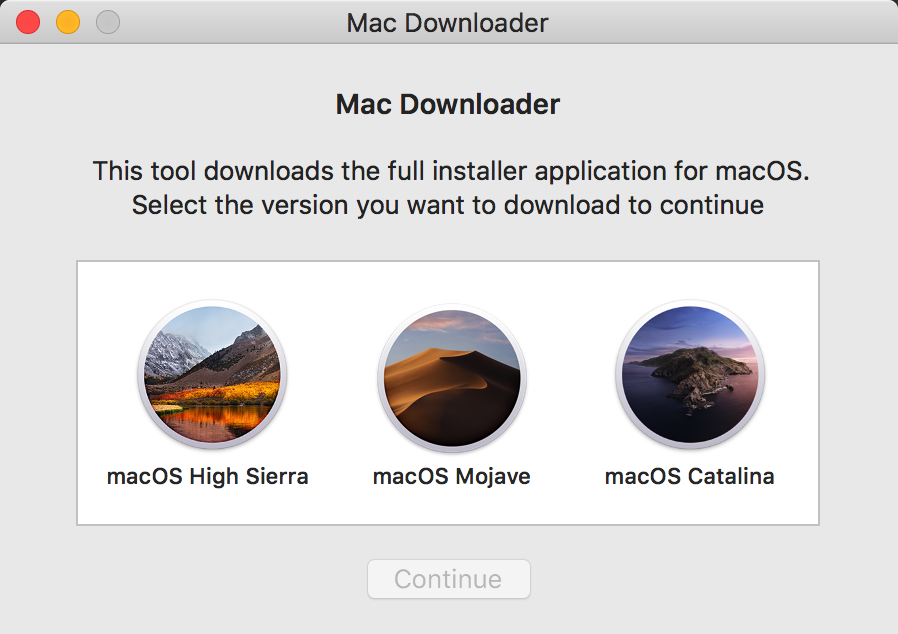 Mac Downloader
Mac Downloader
This tool downloads the full installer application for macOS.
Select the version you want to download to continue
macOS High Sierra
macOS Mojave
macOS Catalina
Continue